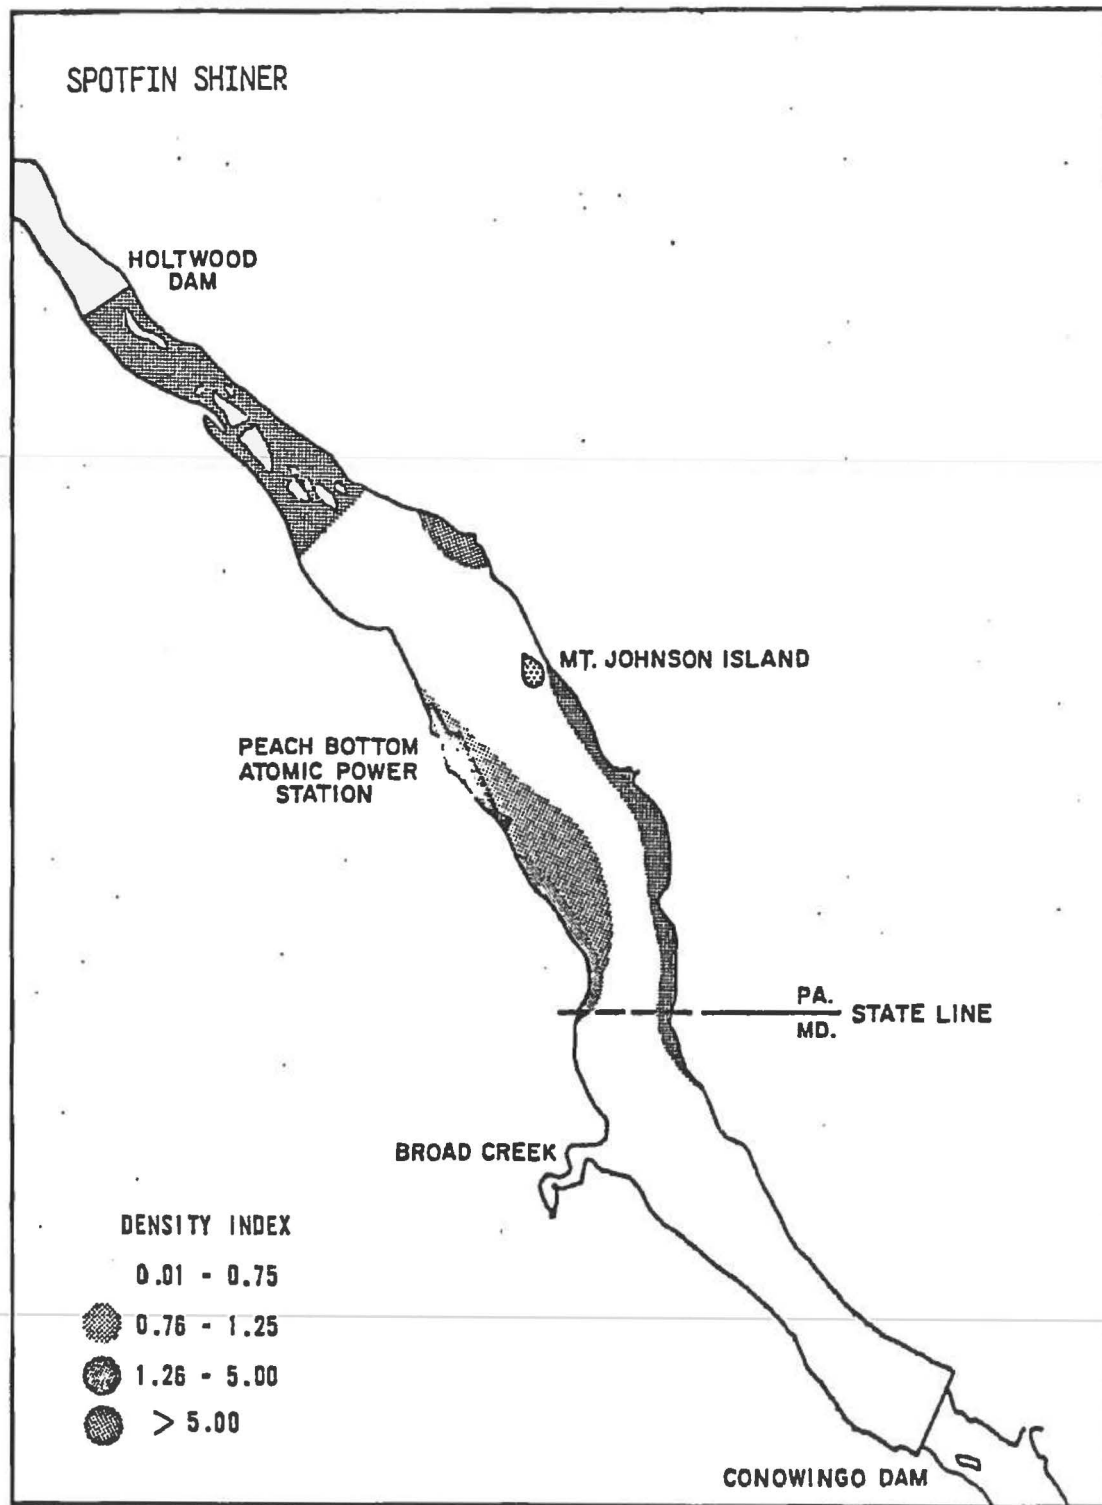 SPOTFIN SHINER
HOLTWOOD
DAM
MT. JOHNSON ISLAND
PEACH BOTTOM
ATOMIC POWER
STATION
PA.
MD.
STATE LINE
BROAD CREEK
DENSITY INDEX
0.01 - 0.75
0.76 - 1.25
1.26 - 5.00
> 5.00
CONOWINGO DAM